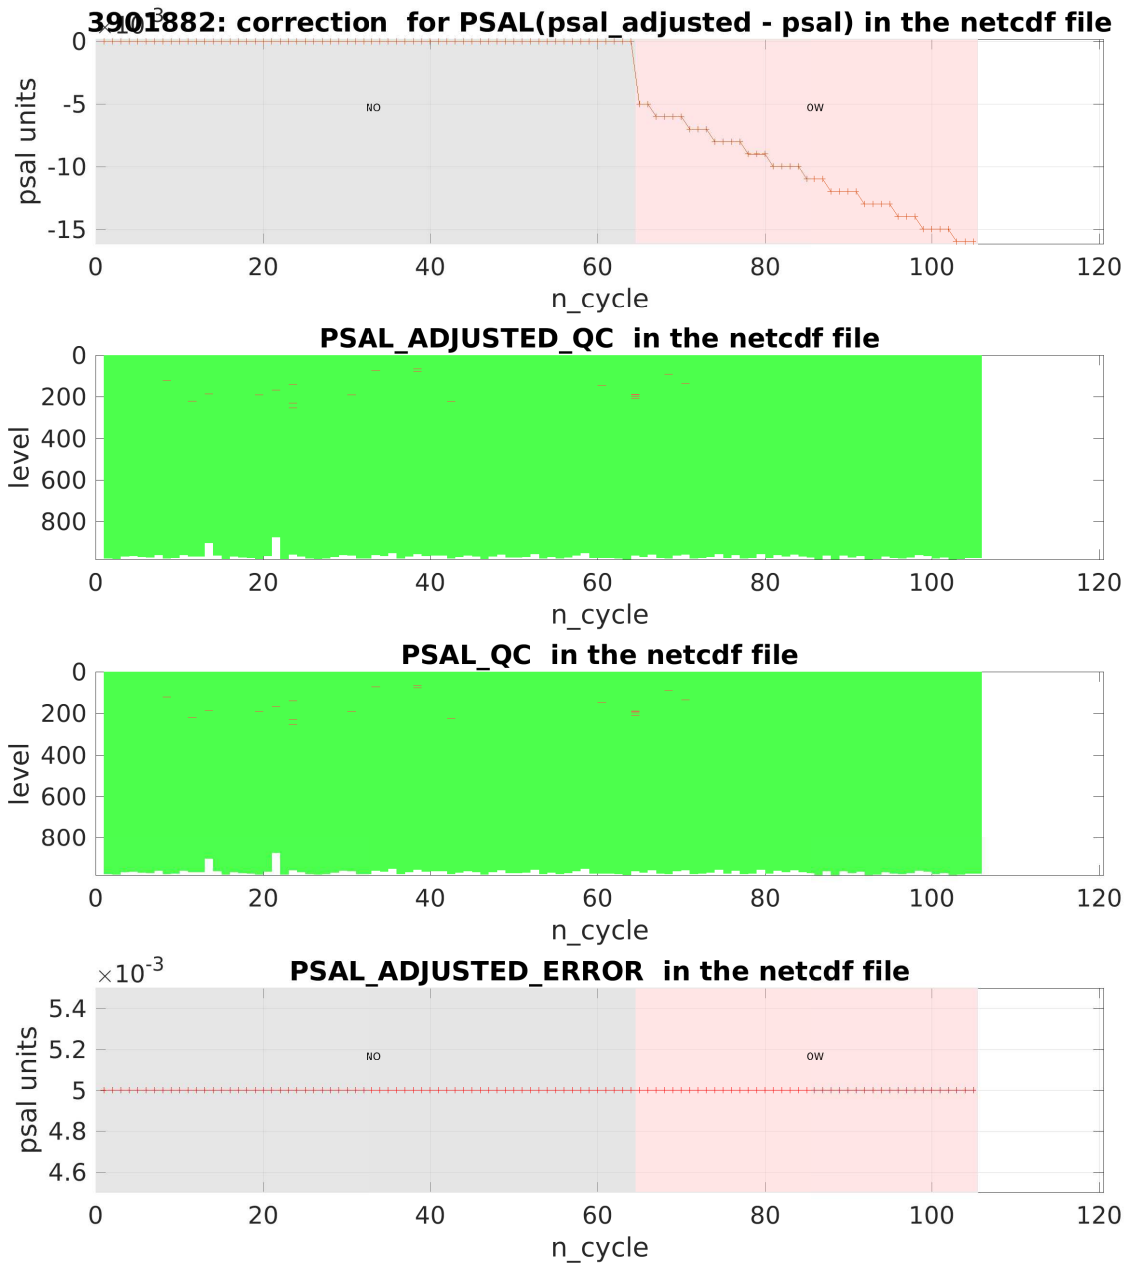 3901882: correction for PSAL(psal_adjusted - psal) in the netcdf file
×10-3
0
-5
-10
-15
psal units
NO
OW
0 20 40 60 80 100 120
n_cycle
PSAL_ADJUSTED_QC in the netcdf file
0
200
400
600
800
level
0 20 40 60 80 100 120
n_cycle
PSAL_QC in the netcdf file
0
200
400
600
800
level
0 20 40 60 80 100 120
n_cycle
PSAL_ADJUSTED_ERROR in the netcdf file
×10-3
5.4
5.2
5
4.8
4.6
psal units
NO
OW
0 20 40 60 80 100 120
n_cycle